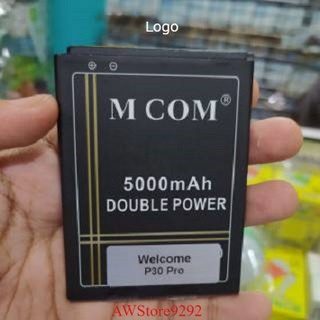 Logo
M COM®
5000mAh
DOUBLE POWER
Welcome
P30 Pro
AWStore9292